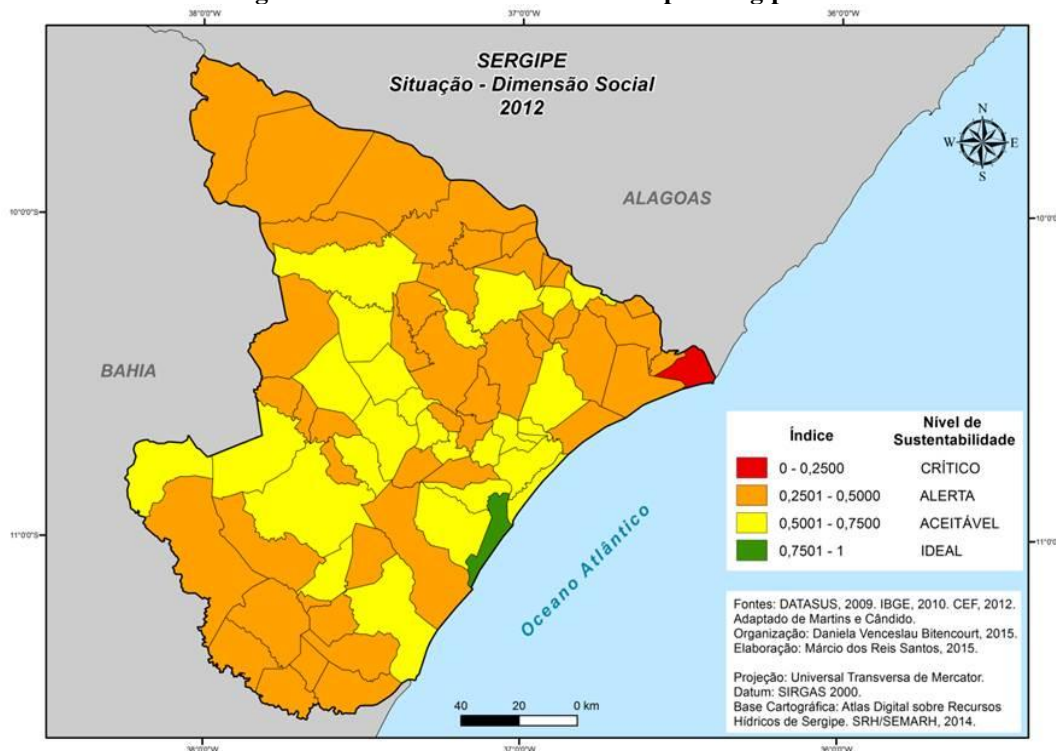 38°0'0"W 37°0'0"W 36°0'0"W
SERGIPE
Situação - Dimensão Social
2012
N
W E
S
ALAGOAS
10°0'0"S
BAHIA
Índice
Nível de
Sustentabilidade
0 - 0,2500 CRÍTICO
0,2501 - 0,5000 ALERTA
0,5001 - 0,7500 ACEITÁVEL
0,7501 - 1 IDEAL
11°0'0"S
Oceano Atlântico
Fontes: DATASUS, 2009. IBGE, 2010. CEF, 2012.
Adaptado de Martins e Cândido.
Organização: Daniela Venceslau Bitencourt, 2015.
Elaboração: Márcio dos Reis Santos, 2015.
Projeção: Universal Transversa de Mercator.
Datum: SIRGAS 2000.
Base Cartográfica: Atlas Digital sobre Recursos
Hídricos de Sergipe. SRH/SEMARH, 2014.
40 20 0 km